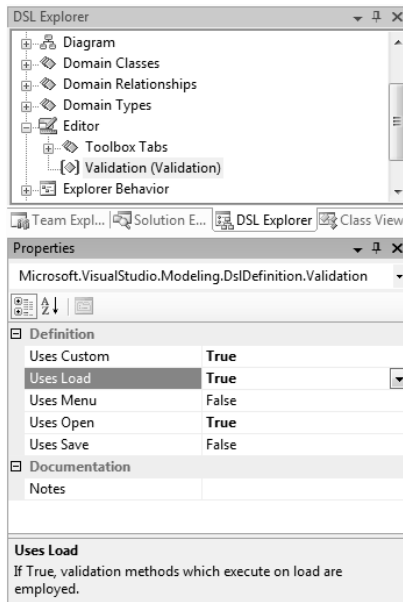 DSL Explorer
Diagram
Domain Classes
Domain Relationships
Domain Types
Editor
Toolbox Tabs
Validation (Validation)
Explorer Behavior
Team Expl... Solution E... DSL Explorer Class View
Properties
Microsoft.VisualStudio.Modeling.DslDefinition.Validation
Definition
Uses Custom True
Uses Load True
Uses Menu False
Uses Open True
Uses Save False
Documentation
Notes
Uses Load
If True, validation methods which execute on load are
employed.